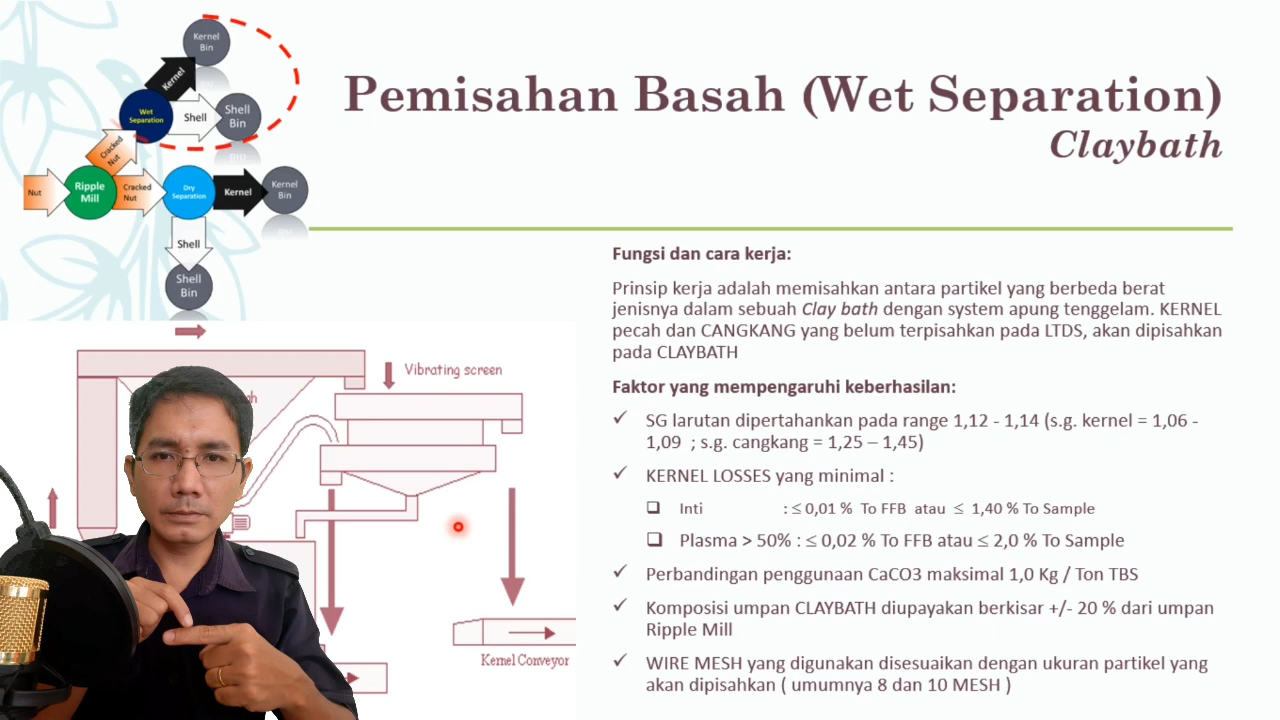 Pemisahan Basah (Wet Separation)
Claybath
Kernel
Bin
Kernel
Wet
Separation
Shell
Shell
Bin
Cracked
Nut
Nut
Ripple
Mill
Cracked
Nut
Dry
Separation
Kernel
Kernel
Bin
Shell
Shell
Bin
Vibrating screen
Kernel Conveyor
Fungsi dan cara kerja:
Prinsip kerja adalah memisahkan antara partikel yang berbeda berat
jenisnya dalam sebuah Clay bath dengan system apung tenggelam. KERNEL
pecah dan CANGKANG yang belum terpisahkan pada LTDS, akan dipisahkan
pada CLAYBATH
Faktor yang mempengaruhi keberhasilan:
✓ SG larutan dipertahankan pada range 1,12 - 1,14 (s.g. kernel = 1,06 -
1,09 ; s.g. cangkang = 1,25 – 1,45)
✓ KERNEL LOSSES yang minimal :
❑ Inti : ≤ 0,01 % To FFB atau ≤ 1,40 % To Sample
❑ Plasma > 50% : ≤ 0,02 % To FFB atau ≤ 2,0 % To Sample
✓ Perbandingan penggunaan CaCO3 maksimal 1,0 Kg / Ton TBS
✓ Komposisi umpan CLAYBATH diupayakan berkisar +/- 20 % dari umpan
Ripple Mill
✓ WIRE MESH yang digunakan disesuaikan dengan ukuran partikel yang
akan dipisahkan ( umumnya 8 dan 10 MESH )